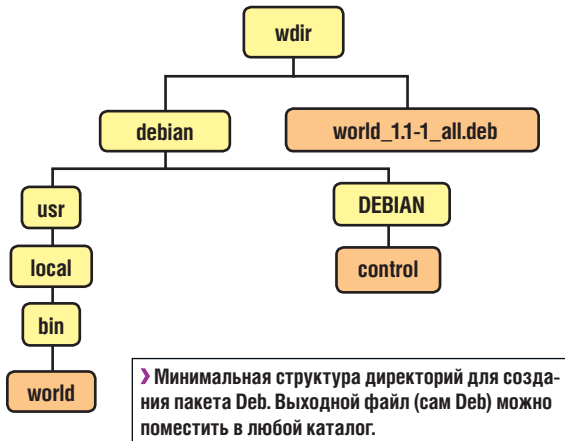 wdir
debian
world_1.1-1_all.deb
usr
DEBIAN
local
control
bin
world
❯ Минимальная структура директорий для созда-
ния пакета Deb. Выходной файл (сам Deb) можно
поместить в любой каталог.